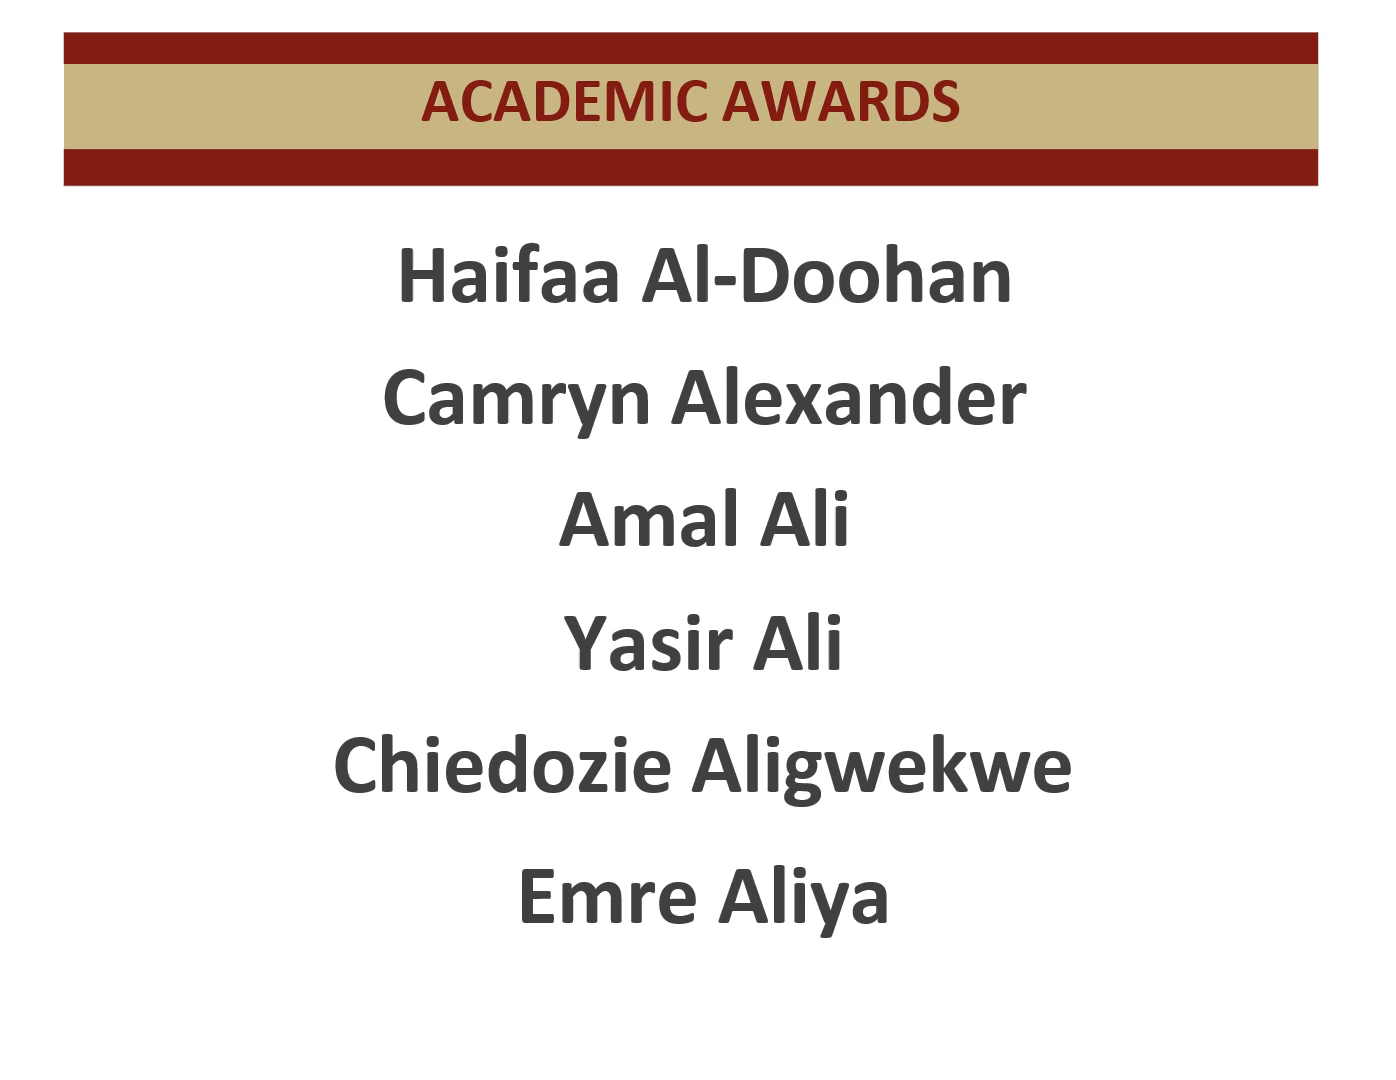 ACADEMIC AWARDS
Haifaa Al-Doohan
Camryn Alexander
Amal Ali
Yasir Ali
Chiedozie Aligwekwe
Emre Aliya